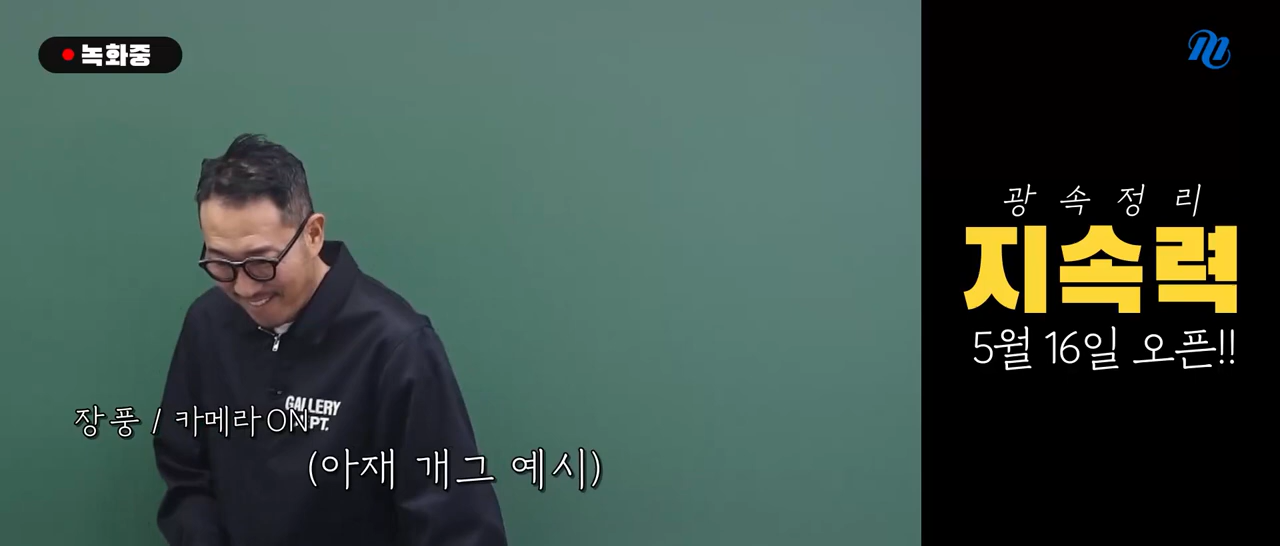 녹화중
장풍 / 카메라ON
GALLERY
PT.
(아재 개그 예시)
광속정리
지속력
5월 16일 오픈!!